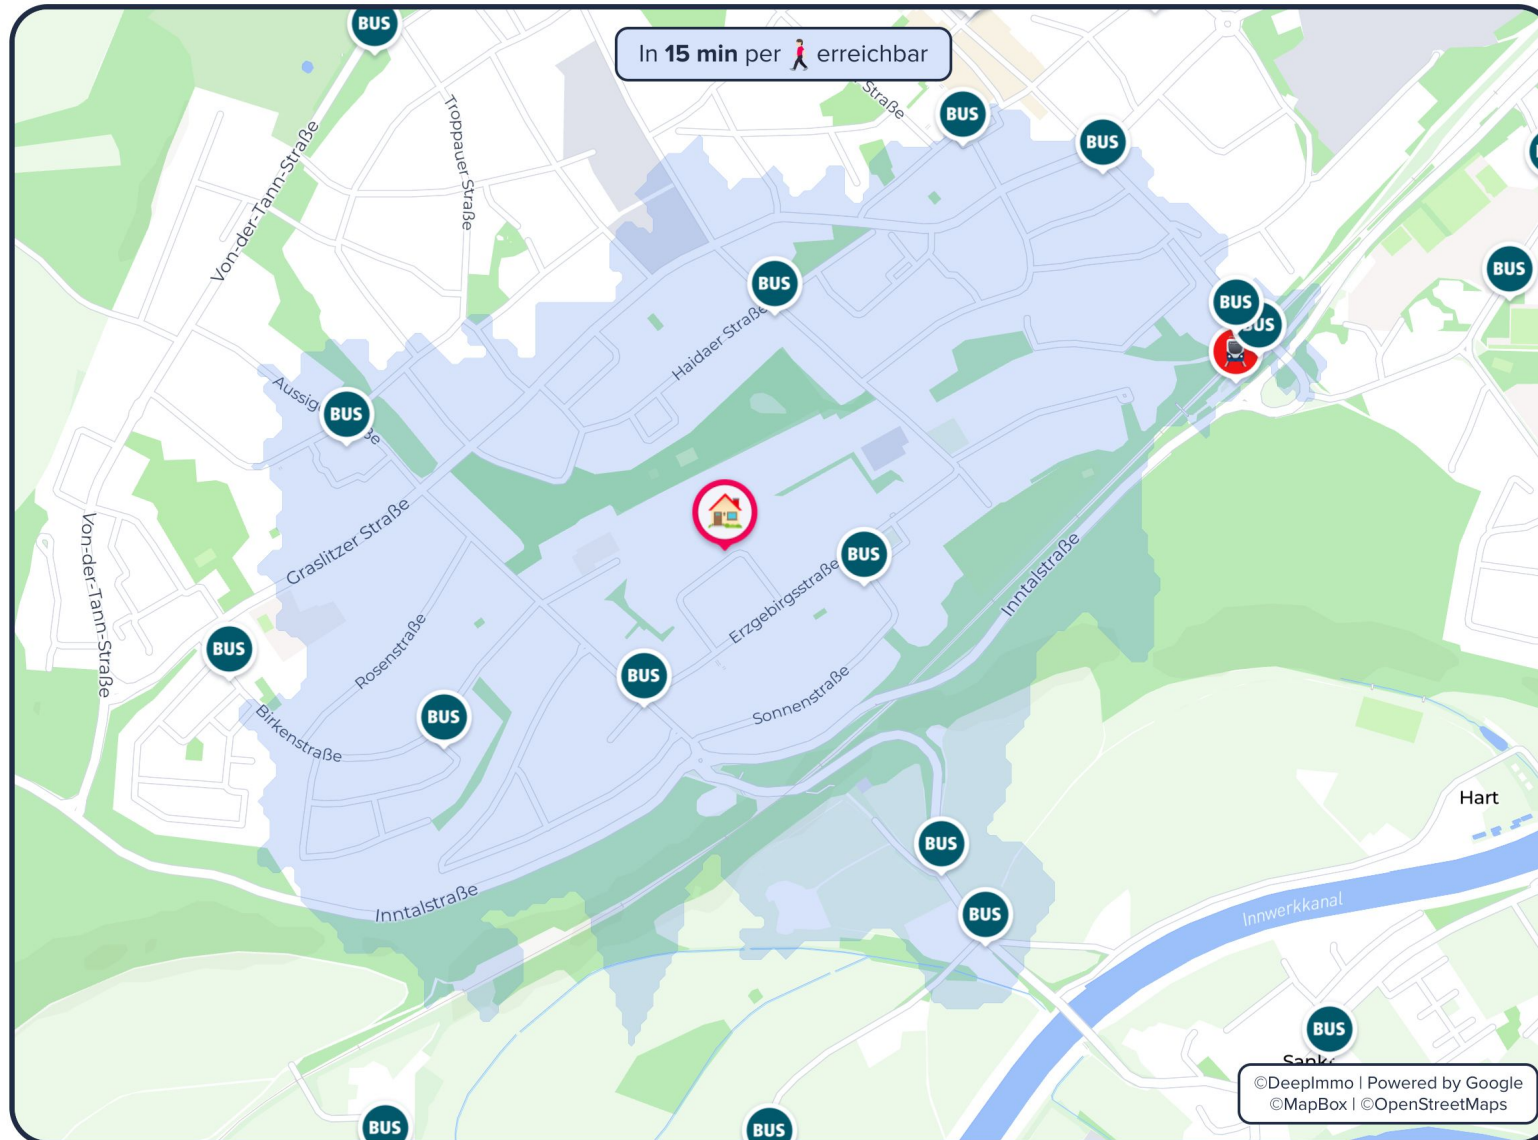 BUS
In 15 min per erreichbar
Straße
BUS
BUS
Troppauer Straße
Von-der-Tann-Straße
BUS
BUS
BUS
BUS
Haidaer Straße
BUS
Graslitzer Straße
Von-der-Tann-Straße
Inntalstraße
BUS
Erzgebirgsstraße
Rosenstraße
BUS
BUS
Sonnenstraße
BUS
Birkenstraße
Hart
BUS
Inntalstraße
BUS
Innwerkkanal
BUS
BUS
BUS
©DeepImmo | Powered by Google
©MapBox | ©OpenStreetMaps